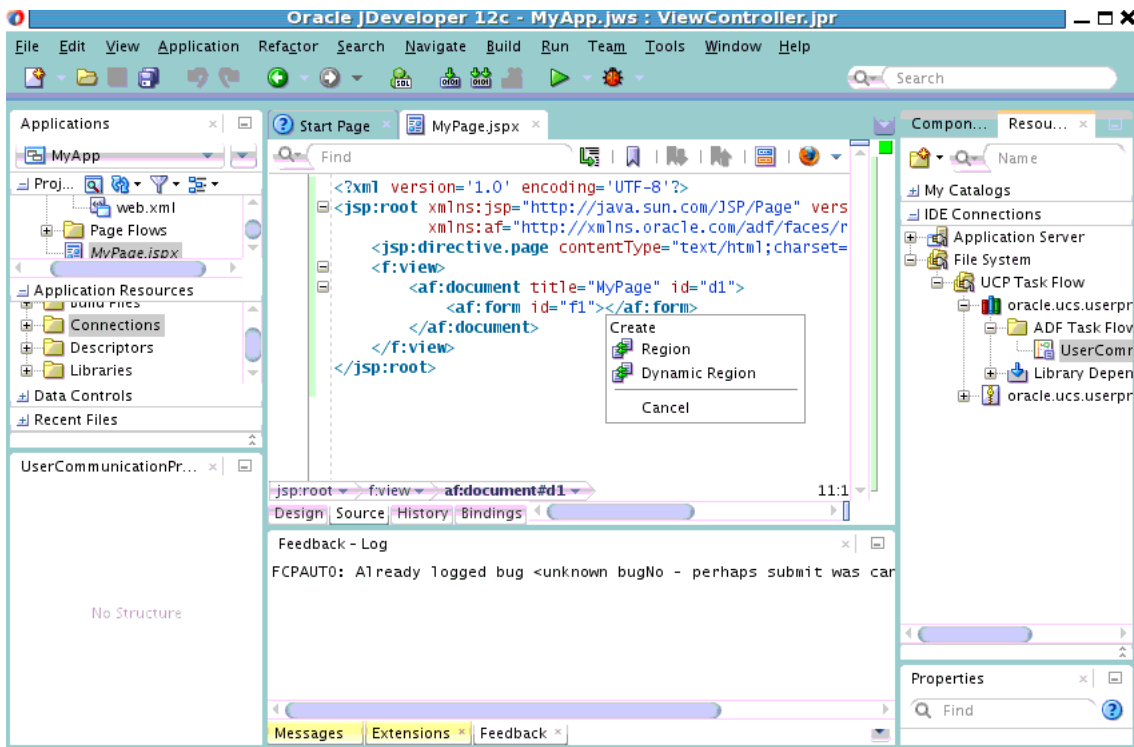 Oracle JDeveloper 12c - MyApp.jws : ViewController.jpr
File Edit View Application Refactor Search Navigate Build Run Team Tools Window Help
Search
Applications
MyApp
Proj...
web.xml
Page Flows
MyPage.jspx
Application Resources
Build Files
Connections
Descriptors
Libraries
Data Controls
Recent Files
UserCommunicationPr...
No Structure
Start Page
MyPage.jspx
Find
<?xml version='1.0' encoding='UTF-8'?>
<jsp:root xmlns:jsp="http://java.sun.com/JSP/Page" vers
xmlns:af="http://xmlns.oracle.com/adf/faces/r
<jsp:directive.page contentType="text/html;charset=
<f:view>
<af:document title="MyPage" id="d1">
<af:form id="f1"></af:form>
</af:document>
</f:view>
</jsp:root>
Create
Region
Dynamic Region
Cancel
jsp:root f:view af:document#d1 11:1
Design Source History Bindings
Feedback - Log
FCPAUTO: Already logged bug <unknown bugNo - perhaps submit was car
Messages Extensions Feedback
Compon... Resou...
Name
My Catalogs
IDE Connections
Application Server
File System
UCP Task Flow
oracle.ucs.userpr
ADF Task Flow
UserComr
Library Depen
oracle.ucs.userpr
Properties
Find